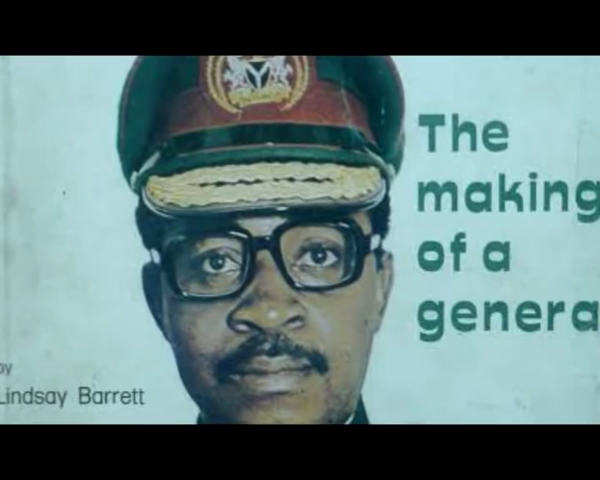 The
making
of a
genera
by
Lindsay Barrett